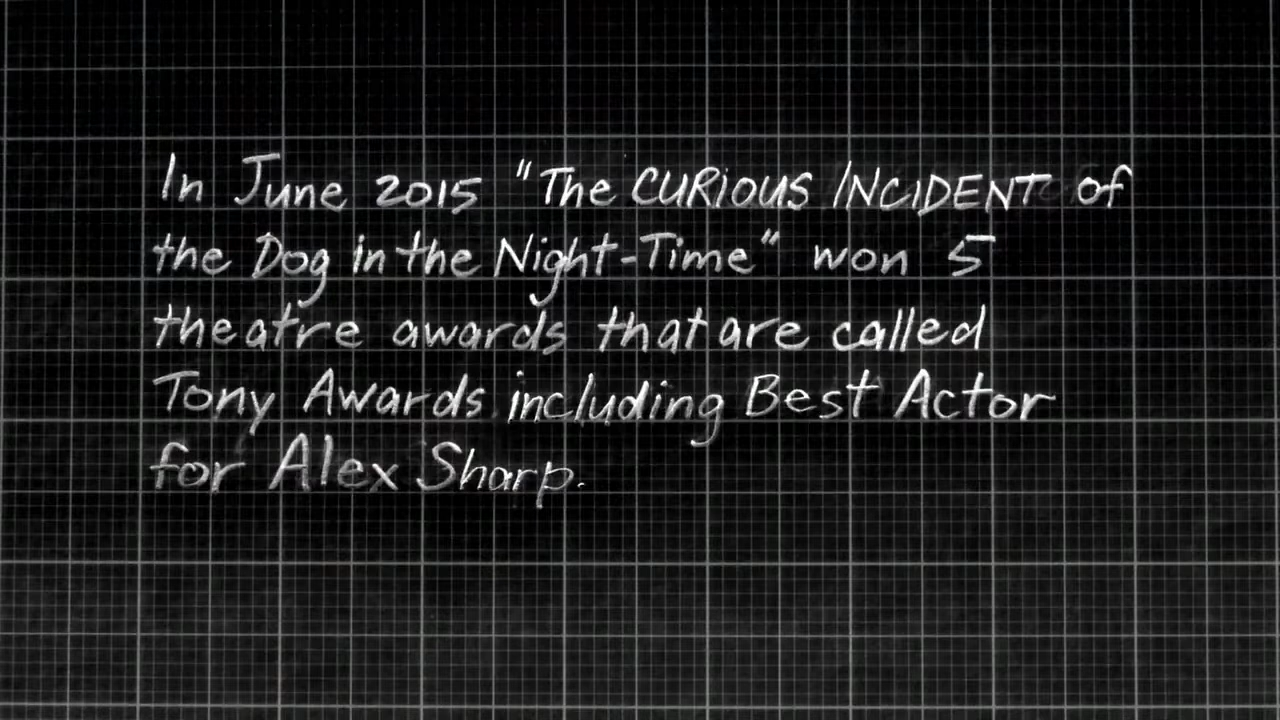 In June 2015 "The CURIOUS INCIDENT of
the Dog in the Night-Time" won 5
theatre awards that are called
Tony Awards including Best Actor
for Alex Sharp.